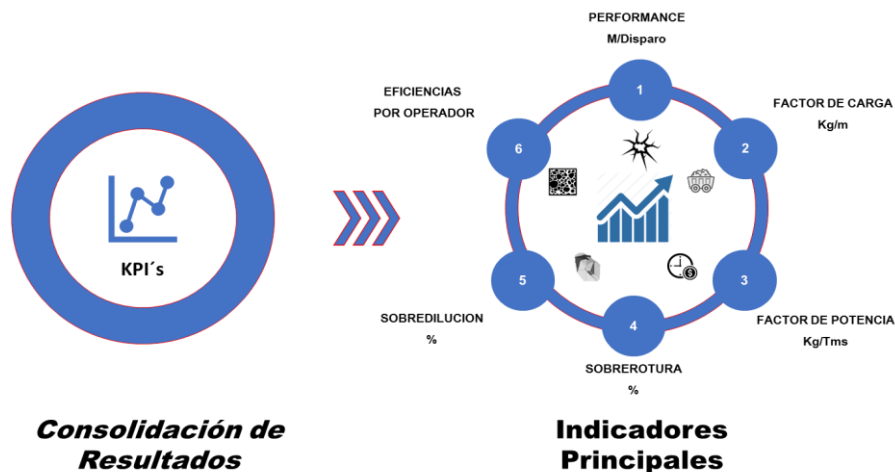 KPI´s
Consolidación de
Resultados
PERFORMANCE
M/Disparo
1
FACTOR DE CARGA
Kg/m
2
FACTOR DE POTENCIA
Kg/Tms
3
SOBREROTURA
%
4
SOBREDILUCION
%
5
EFICIENCIAS
POR OPERADOR
6
$
Indicadores
Principales